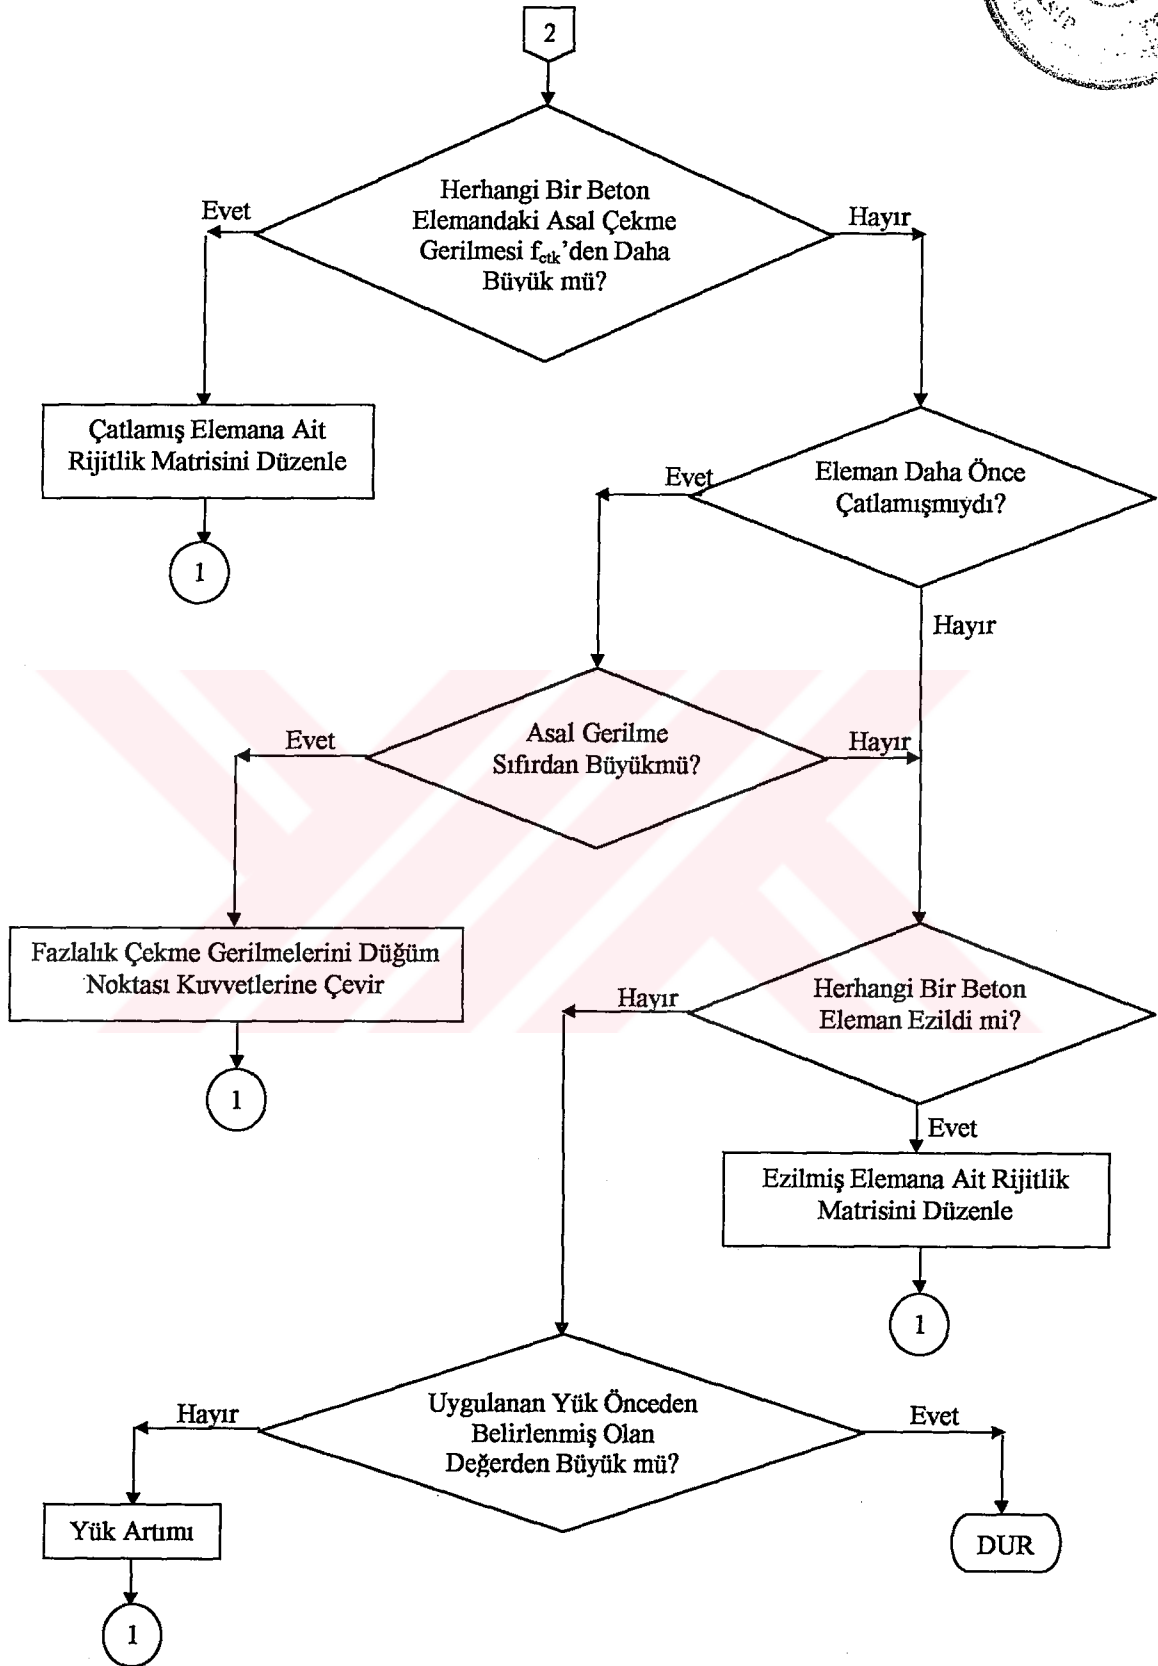 2
Herhangi Bir Beton
Elemandaki Asal Çekme
Gerilmesi fctk'den Daha
Büyük mü?
Evet
Hayır
Çatlamış Elemana Ait
Rijitlik Matrisini Düzenle
1
Eleman Daha Önce
Çatlamışmıydı?
Evet
Hayır
Asal Gerilme
Sıfırdan Büyükmü?
Evet
Hayır
Fazlalık Çekme Gerilmelerini Düğüm
Noktası Kuvvetlerine Çevir
1
Herhangi Bir Beton
Eleman Ezildi mi?
Hayır
Evet
Ezilmiş Elemana Ait Rijitlik
Matrisini Düzenle
1
Uygulanan Yük Önceden
Belirlenmiş Olan
Değerden Büyük mü?
Hayır
Evet
Yük Artımı
DUR
1